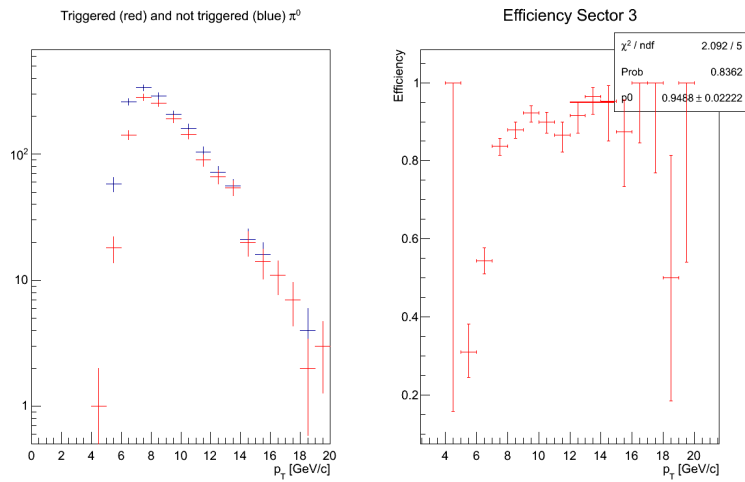 Triggered (red) and not triggered (blue) π⁰
10²
10
1
0 2 4 6 8 10 12 14 16 18 20
p_T [GeV/c]
Efficiency Sector 3
χ² / ndf 2.092 / 5
Prob 0.8362
p0 0.9488 ± 0.02222
Efficiency
1
0.8
0.6
0.4
0.2
4 6 8 10 12 14 16 18 20
p_T [GeV/c]